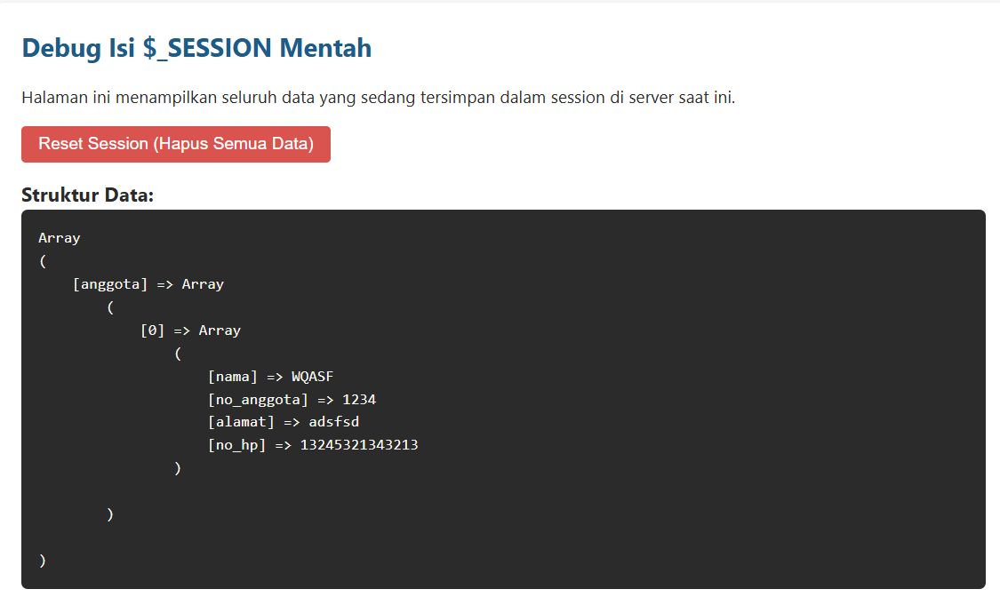 Debug Isi $_SESSION Mentah
Halaman ini menampilkan seluruh data yang sedang tersimpan dalam session di server saat ini.
Reset Session (Hapus Semua Data)
Struktur Data:
Array
(
    [anggota] => Array
        (
            [0] => Array
                (
                    [nama] => WQASF
                    [no_anggota] => 1234
                    [alamat] => adsfsd
                    [no_hp] => 13245321343213
                )

        )

)